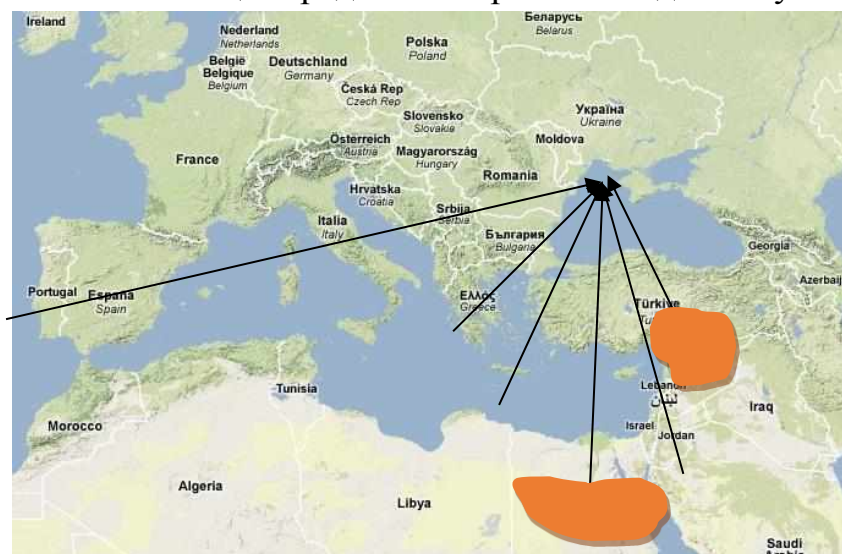 Ireland
Беларусь
Belarus
Nederland
Netherlands
Polska
Poland
België
Belgique
Belgium
Deutschland
Germany
Česká Rep
Czech Rep
Україна
Ukraine
Slovensko
Slovakia
Moldova
Österreich
Austria
Magyarország
Hungary
France
Romania
Hrvatska
Croatia
Srbija
Serbia
Italia
Italy
България
Bulgaria
Georgia
Azerbaij
Portugal
España
Spain
Ελλάς
Greece
Türkiye
Tunisia
Lebanon
لبنان
Iraq
Israel
Jordan
Morocco
Algeria
Libya
Saudi